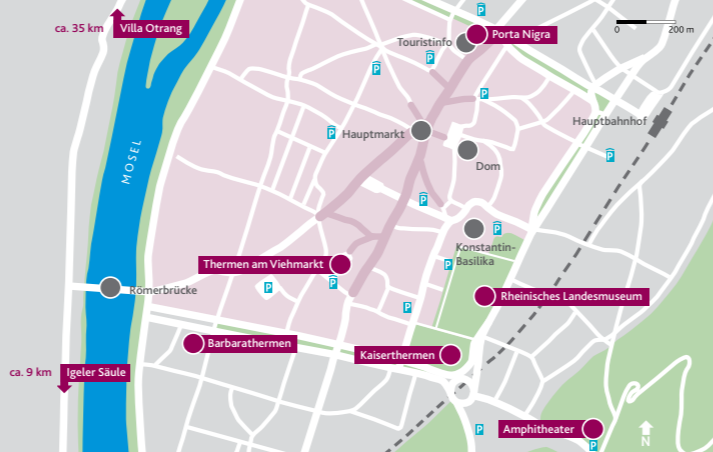 ca. 35 km
Villa Otrang
P
Porta Nigra
0
200 m
Touristinfo
P
P
P
Hauptbahnhof
P
Hauptmarkt
MOSEL
Dom
P
P
P
Konstantin-
Basilika
Thermen am Viehmarkt
P
P
P
Römerbrücke
Rheinisches Landesmuseum
P
Barbarathermen
Kaiserthermen
ca. 9 km
Igeler Säule
P
Amphitheater
P
N